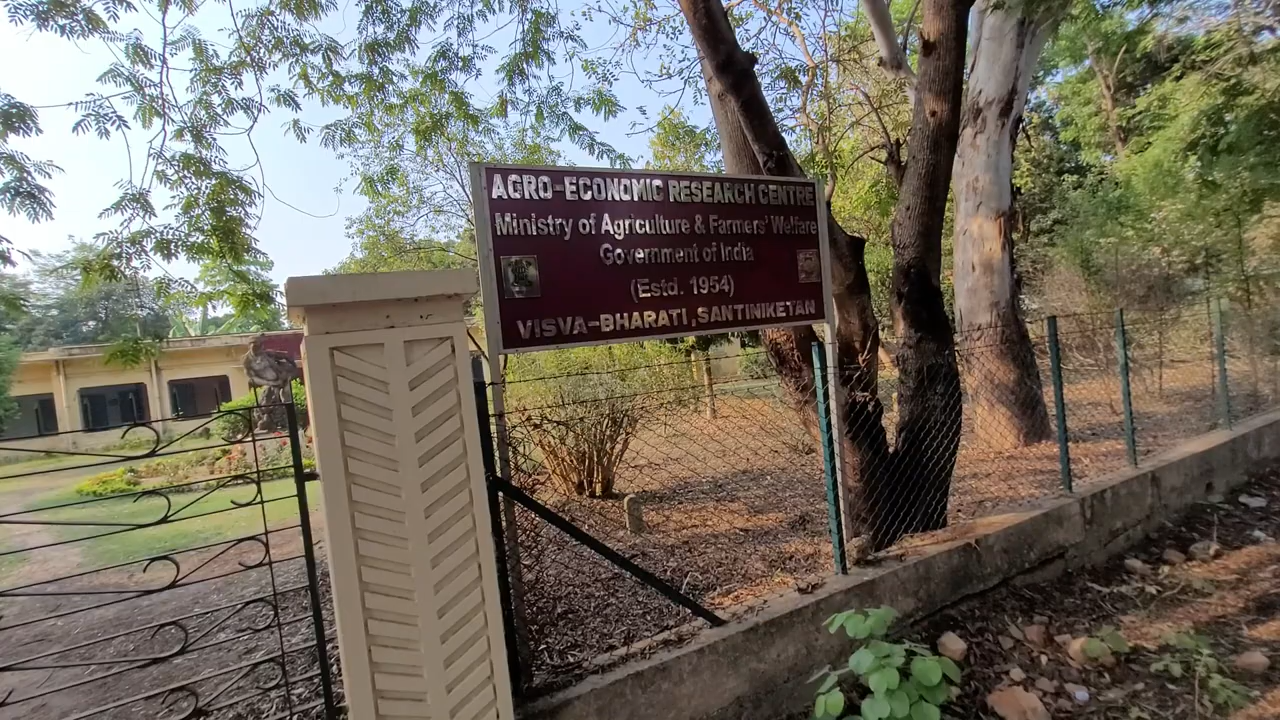 AGRO-ECONOMIC RESEARCH CENTRE
Ministry of Agriculture & Farmers' Welfare
Government of India
(Estd. 1954)
VISVA-BHARATI, SANTINIKETAN